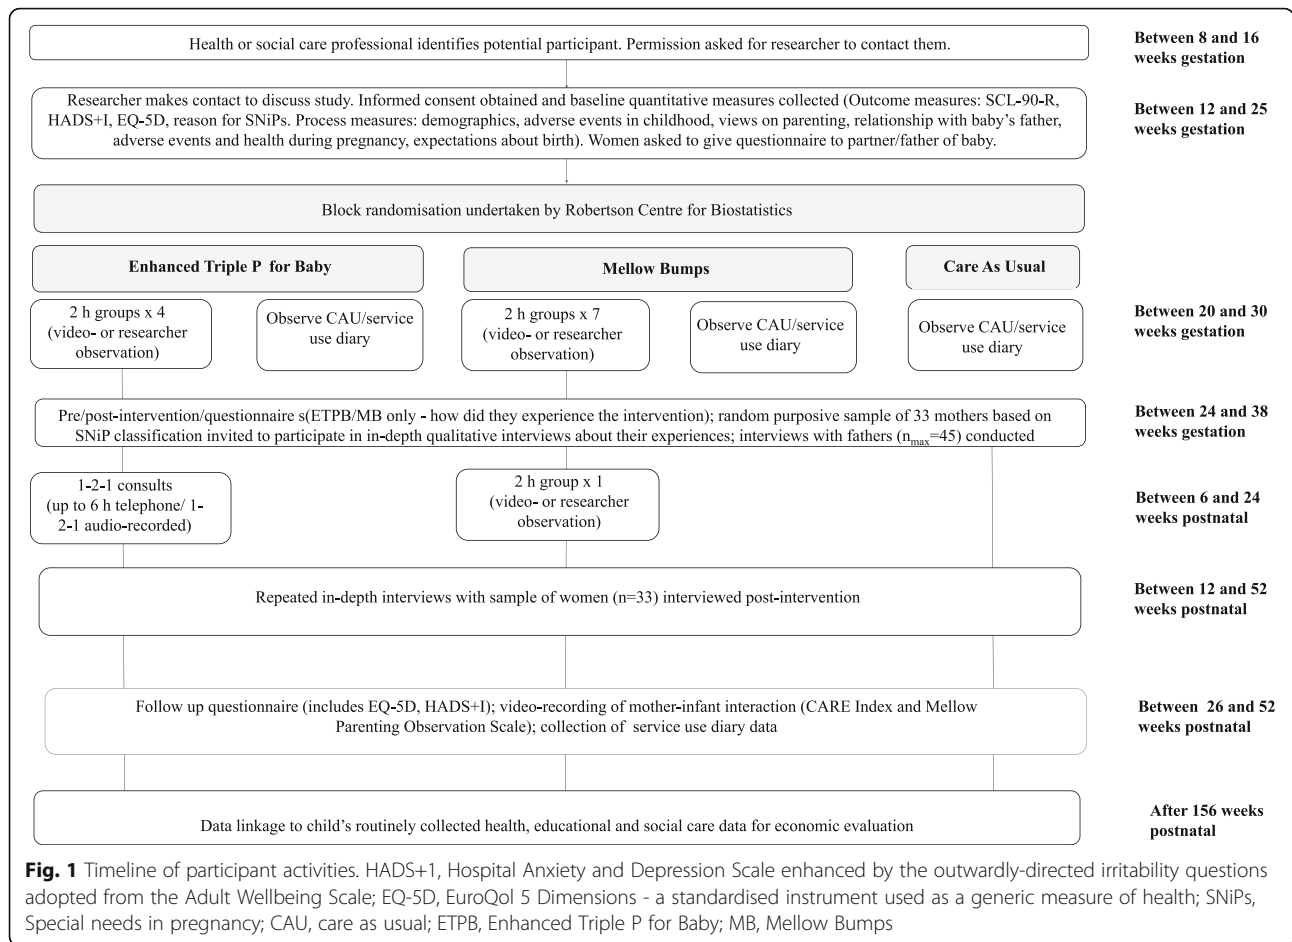 Health or social care professional identifies potential participant. Permission asked for researcher to contact them.
Between 8 and 16
weeks gestation
Researcher makes contact to discuss study. Informed consent obtained and baseline quantitative measures collected (Outcome measures: SCL-90-R,
HADS+I, EQ-5D, reason for SNiPs. Process measures: demographics, adverse events in childhood, views on parenting, relationship with baby's father,
adverse events and health during pregnancy, expectations about birth). Women asked to give questionnaire to partner/father of baby.
Between 12 and 25
weeks gestation
Block randomisation undertaken by Robertson Centre for Biostatistics
Enhanced Triple P for Baby
Mellow Bumps
Care As Usual
2 h groups x 4
(video- or researcher
observation)
Observe CAU/service
use diary
2 h groups x 7
(video- or researcher
observation)
Observe CAU/service
use diary
Observe CAU/service
use diary
Between 20 and 30
weeks gestation
Pre/post-intervention/questionnaire s(ETPB/MB only - how did they experience the intervention); random purposive sample of 33 mothers based on
SNiP classification invited to participate in in-depth qualitative interviews about their experiences; interviews with fathers (nmax=45) conducted
Between 24 and 38
weeks gestation
1-2-1 consults
(up to 6 h telephone/ 1-
2-1 audio-recorded)
2 h group x 1
(video- or researcher
observation)
Between 6 and 24
weeks postnatal
Repeated in-depth interviews with sample of women (n=33) interviewed post-intervention
Between 12 and 52
weeks postnatal
Follow up questionnaire (includes EQ-5D, HADS+I); video-recording of mother-infant interaction (CARE Index and Mellow
Parenting Observation Scale); collection of service use diary data
Between 26 and 52
weeks postnatal
Data linkage to child's routinely collected health, educational and social care data for economic evaluation
After 156 weeks
postnatal
Fig. 1 Timeline of participant activities. HADS+1, Hospital Anxiety and Depression Scale enhanced by the outwardly-directed irritability questions
adopted from the Adult Wellbeing Scale; EQ-5D, EuroQol 5 Dimensions - a standardised instrument used as a generic measure of health; SNiPs,
Special needs in pregnancy; CAU, care as usual; ETPB, Enhanced Triple P for Baby; MB, Mellow Bumps